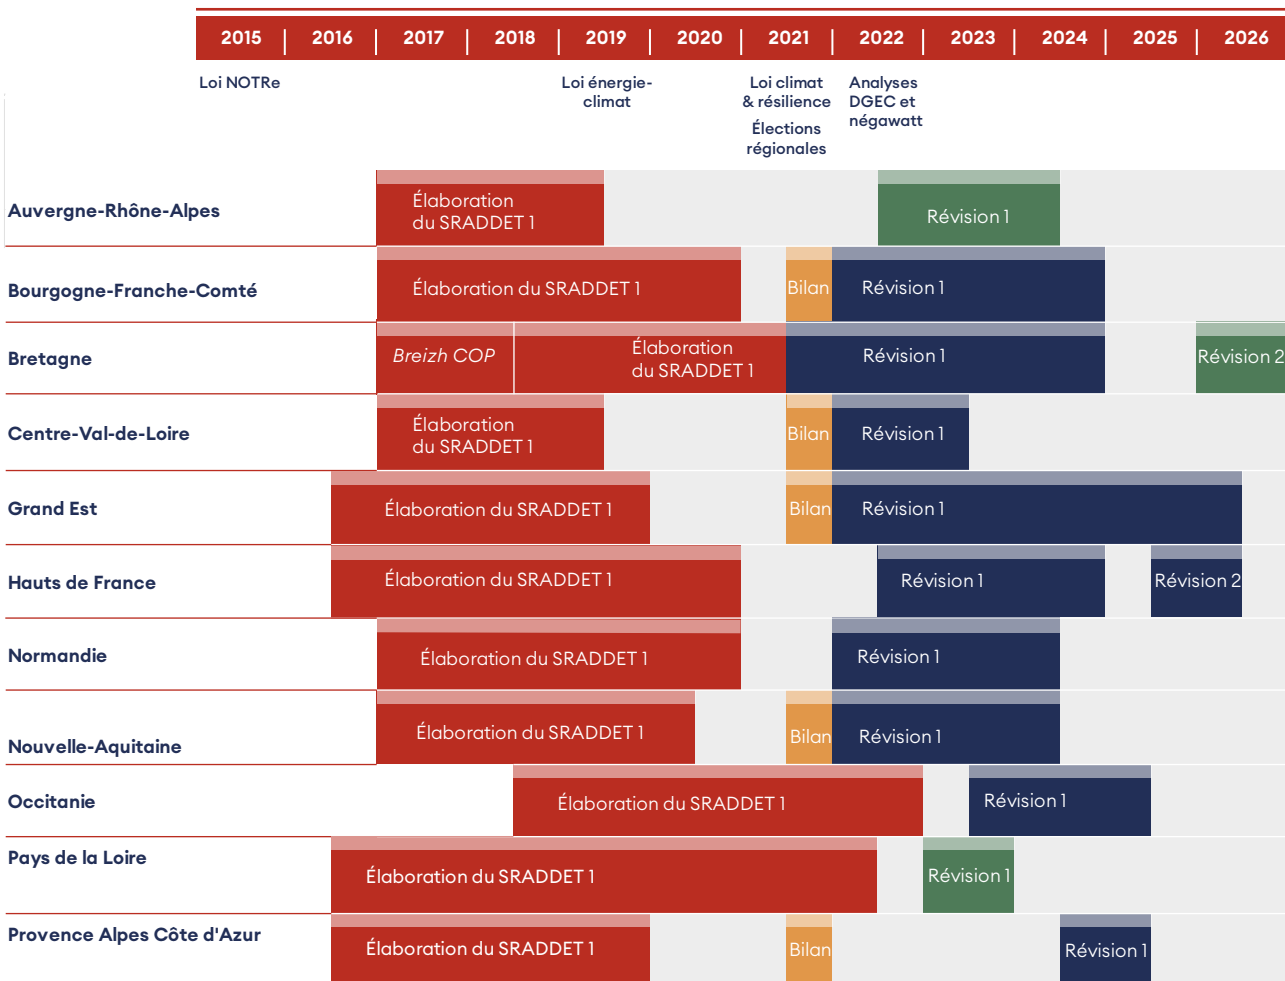 2015 | 2016 | 2017 | 2018 | 2019 | 2020 | 2021 | 2022 | 2023 | 2024 | 2025 | 2026
Loi NOTRe
Loi énergie-
climat
Loi climat
& résilience
Élections
régionales
Analyses
DGEC et
négawatt
Auvergne-Rhône-Alpes
Élaboration
du SRADDET 1
Révision 1
Bourgogne-Franche-Comté
Élaboration du SRADDET 1
Bilan
Révision 1
Bretagne
Breizh COP
Élaboration
du SRADDET 1
Révision 1
Révision 2
Centre-Val-de-Loire
Élaboration
du SRADDET 1
Bilan
Révision 1
Grand Est
Élaboration du SRADDET 1
Bilan
Révision 1
Hauts de France
Élaboration du SRADDET 1
Révision 1
Révision 2
Normandie
Élaboration du SRADDET 1
Révision 1
Nouvelle-Aquitaine
Élaboration du SRADDET 1
Bilan
Révision 1
Occitanie
Élaboration du SRADDET 1
Révision 1
Pays de la Loire
Élaboration du SRADDET 1
Révision 1
Provence Alpes Côte d'Azur
Élaboration du SRADDET 1
Bilan
Révision 1